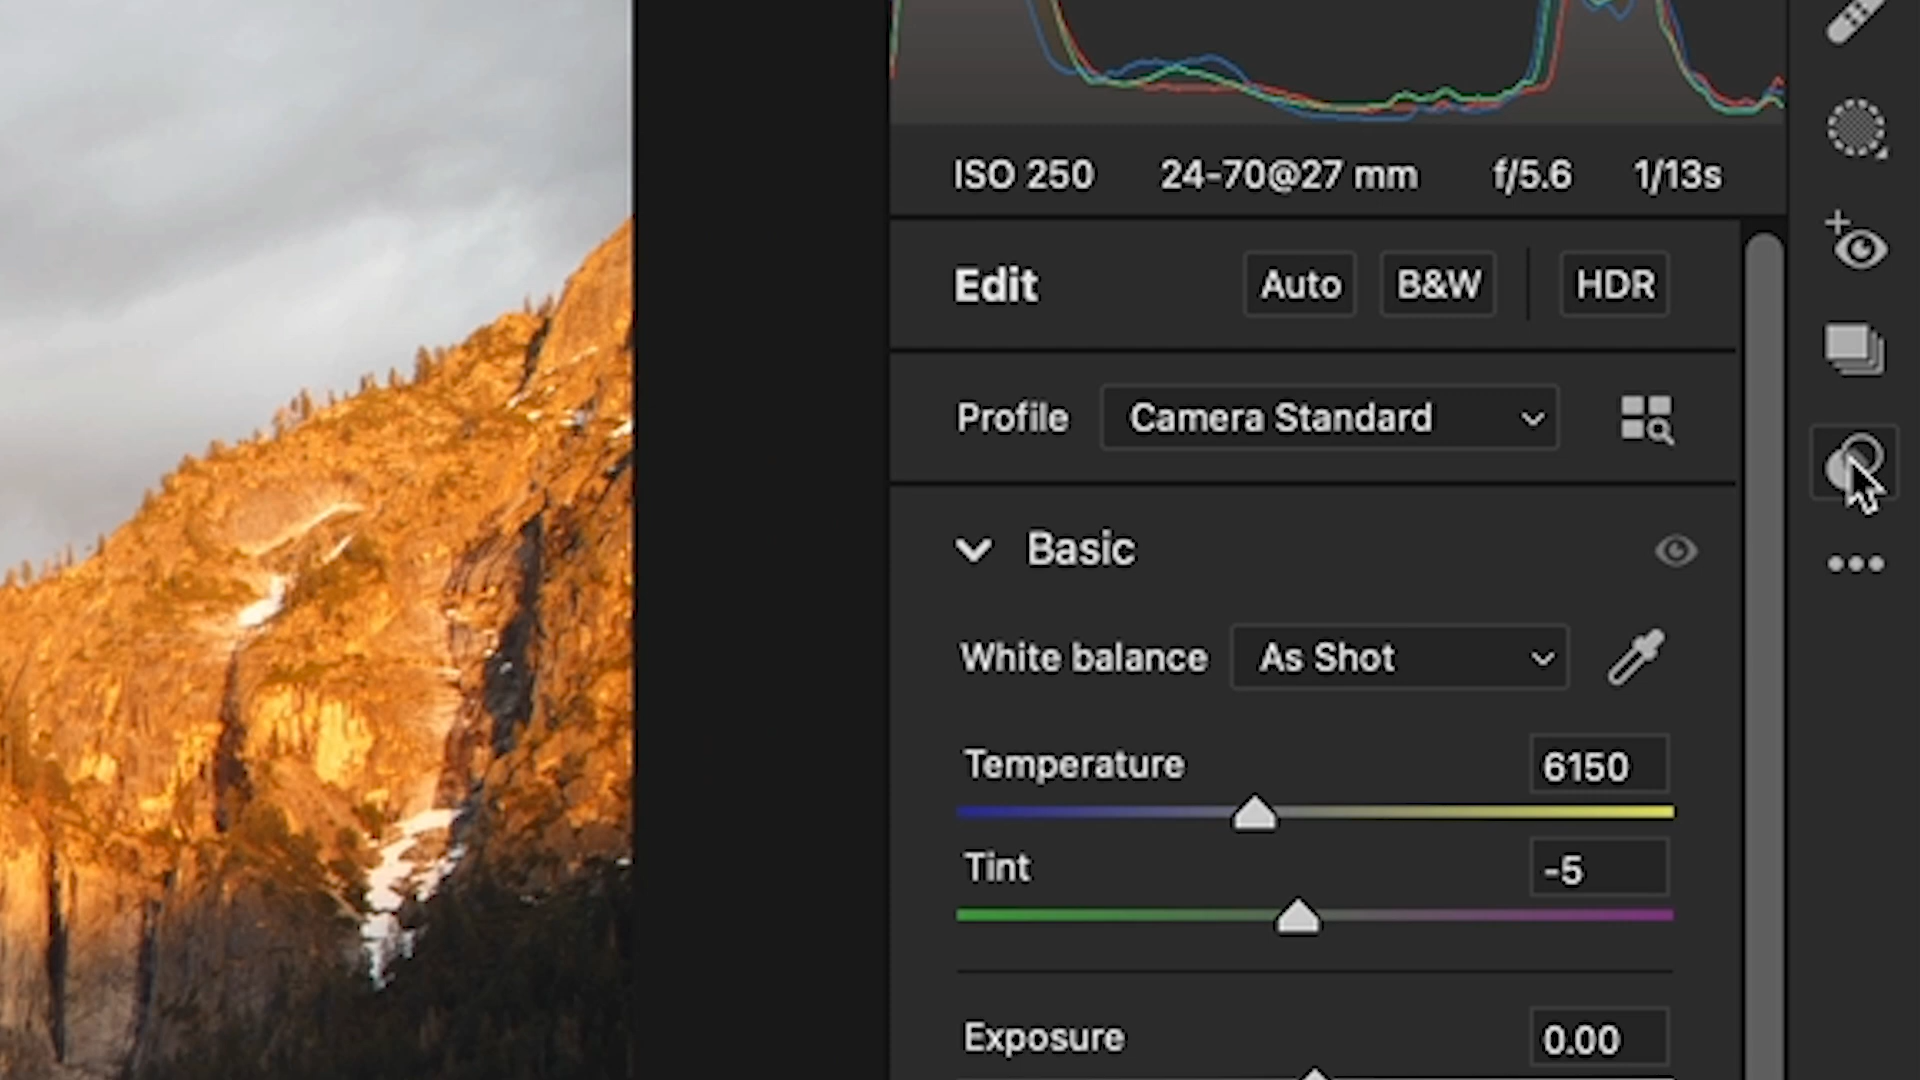 ISO 250 24-70@27 mm f/5.6 1/13s
Edit Auto B&W HDR
Profile Camera Standard
Basic
White balance As Shot
Temperature 6150
Tint -5
Exposure 0.00